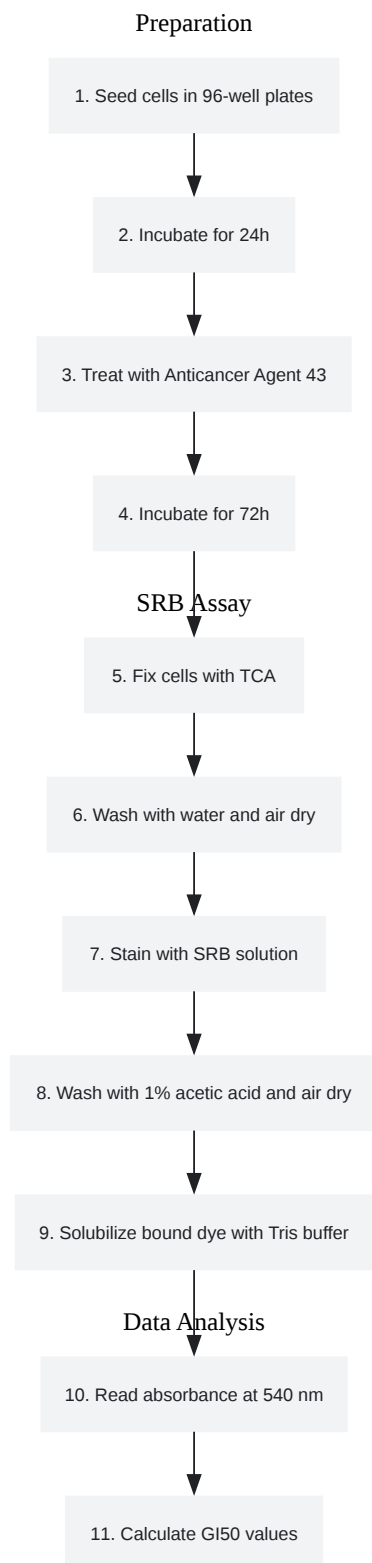 Preparation
1. Seed cells in 96-well plates
2. Incubate for 24h
3. Treat with Anticancer Agent 43
4. Incubate for 72h
SRB Assay
5. Fix cells with TCA
6. Wash with water and air dry
7. Stain with SRB solution
8. Wash with 1% acetic acid and air dry
9. Solubilize bound dye with Tris buffer
Data Analysis
10. Read absorbance at 540 nm
11. Calculate GI50 values